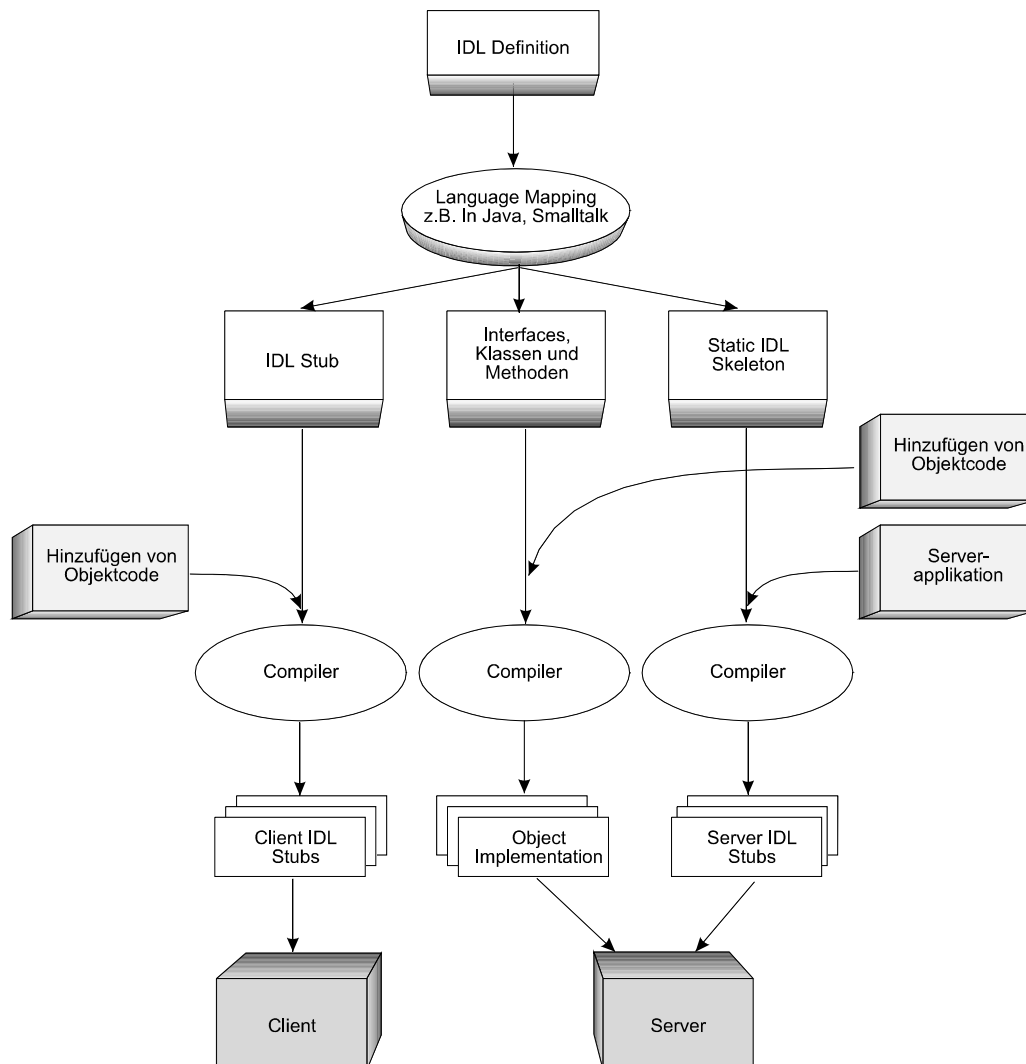 IDL Definition
Language Mapping
z.B. In Java, Smalltalk
IDL Stub
Interfaces,
Klassen und
Methoden
Static IDL
Skeleton
Hinzufügen von
Objektcode
Hinzufügen von
Objektcode
Server-
applikation
Compiler
Compiler
Compiler
Client IDL
Stubs
Object
Implementation
Server IDL
Stubs
Client
Server